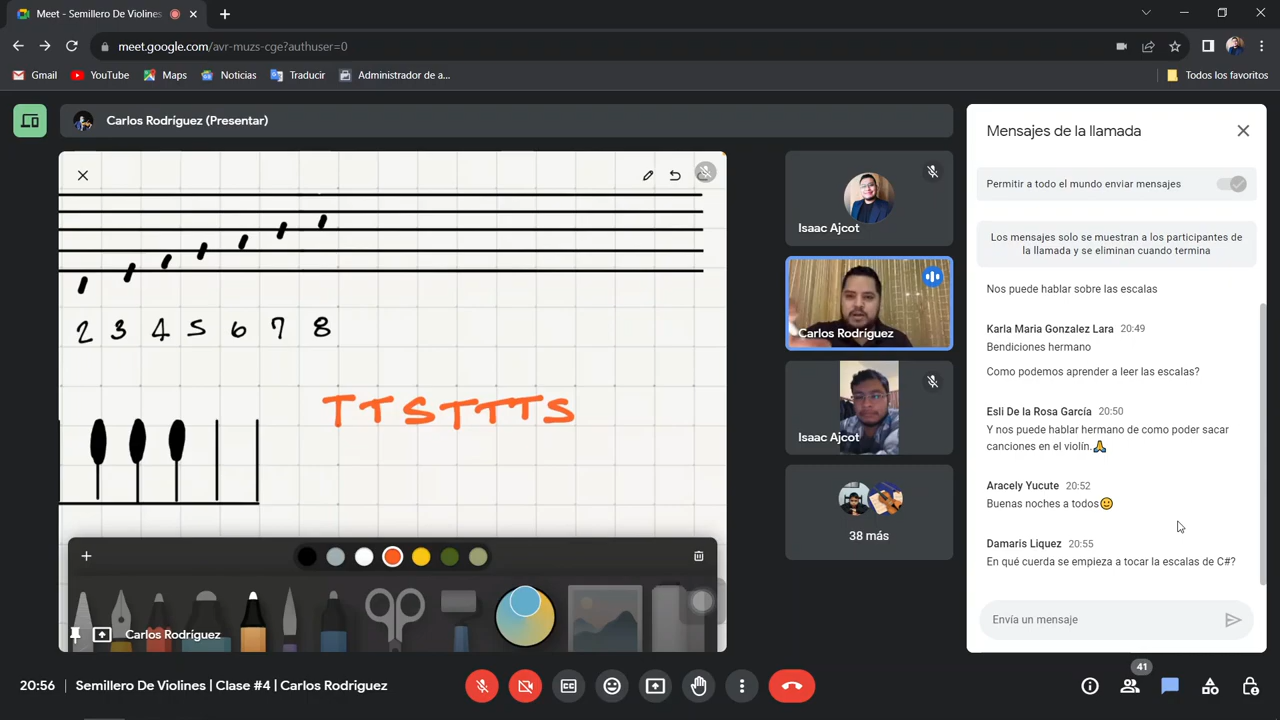 Meet - Semillero De Violines
meet.google.com/avr-muzs-cge?authuser=0
Gmail
YouTube
Maps
Noticias
Traducir
Administrador de a...
Todos los favoritos
Carlos Rodríguez (Presentar)
2 3 4 5 6 7 8
TTSTTTS
Carlos Rodríguez
Isaac Ajcot
Carlos Rodríguez
Isaac Ajcot
38 más
Mensajes de la llamada
Permitir a todo el mundo enviar mensajes
Los mensajes solo se muestran a los participantes de
la llamada y se eliminan cuando termina
Nos puede hablar sobre las escalas
Karla Maria Gonzalez Lara 20:49
Bendiciones hermano
Como podemos aprender a leer las escalas?
Esli De la Rosa García 20:50
Y nos puede hablar hermano de como poder sacar
canciones en el violín.🙏
Aracely Yucute 20:52
Buenas noches a todos🙂
Damaris Liquez 20:55
En qué cuerda se empieza a tocar la escalas de C#?
Envía un mensaje
20:56 | Semillero De Violines | Clase #4 | Carlos Rodriguez
41